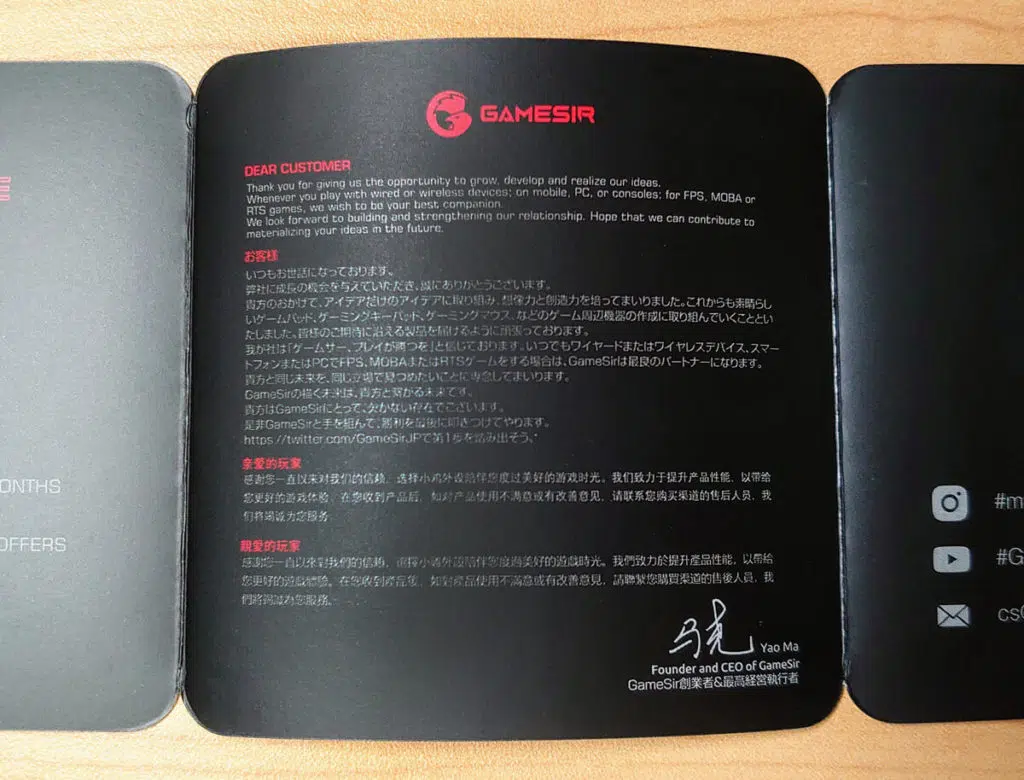 GAMESIR
DEAR CUSTOMER
Thank you for giving us the opportunity to grow, develop and realize our ideas.
Whenever you play with wired or wireless devices; on mobile, PC, or consoles; for FPS, MOBA or
RTS games, we wish to be your best companion.
We look forward to building and strengthening our relationship. Hope that we can contribute to
materializing your ideas in the future.
お客様
いつもお世話になっております。
弊社に成長の機会を与えていただき、誠にありがとうございます。
貴方のおかげで、アイデアだけのアイデアに取り組み、想像力と創造力を培ってまいりました。これからも素晴らし
いゲームパッド、ゲーミングキーパッド、ゲーミングマウス、などのゲーム周辺機器の作成に取り組んでいくこととい
たしました。皆様のご期待に沿える製品を届けるように頑張っております。
我が社は「ゲームサー、プレイが勝つを」と信じております。いつでもワイヤードまたはワイヤレスデバイス、スマー
トフォンまたはPCでFPS、MOBAまたはRTSゲームをする場合は、GameSirは最良のパートナーになります。
貴方と同じ未来を、同じ立場で見つめたいことに専念してまいります。
GameSirの描く未来は、貴方と繋がる未来です。
貴方はGameSirにとって、欠かない存在でございます。
是非GameSirと手を組んで、勝利を最後に叩きつけてやります。
https://twitter.com/GameSirJPで第1歩を踏み出そう。
亲爱的玩家
感谢您一直以来对我们的信赖，选择小鸡外设陪伴您度过美好的游戏时光。我们致力于提升产品性能，以带给
您更好的游戏体验。在您收到产品后，如对产品使用不满意或有改善意见，请联系您购买渠道的售后人员，我
们将竭诚为您服务。
親愛的玩家
感謝您一直以來對我們的信賴，選擇小雞外設陪伴您度過美好的遊戲時光。我們致力於提升產品性能，以帶給
您更好的遊戲體驗。在您收到產品後，如對產品使用不滿意或有改善意見，請聯繫您購買渠道的售後人員，我
們將竭誠為您服務。
马尧 Yao Ma
Founder and CEO of GameSir
GameSir創業者&最高経営執行者
ONTHS
OFFERS
#m
#G
cs